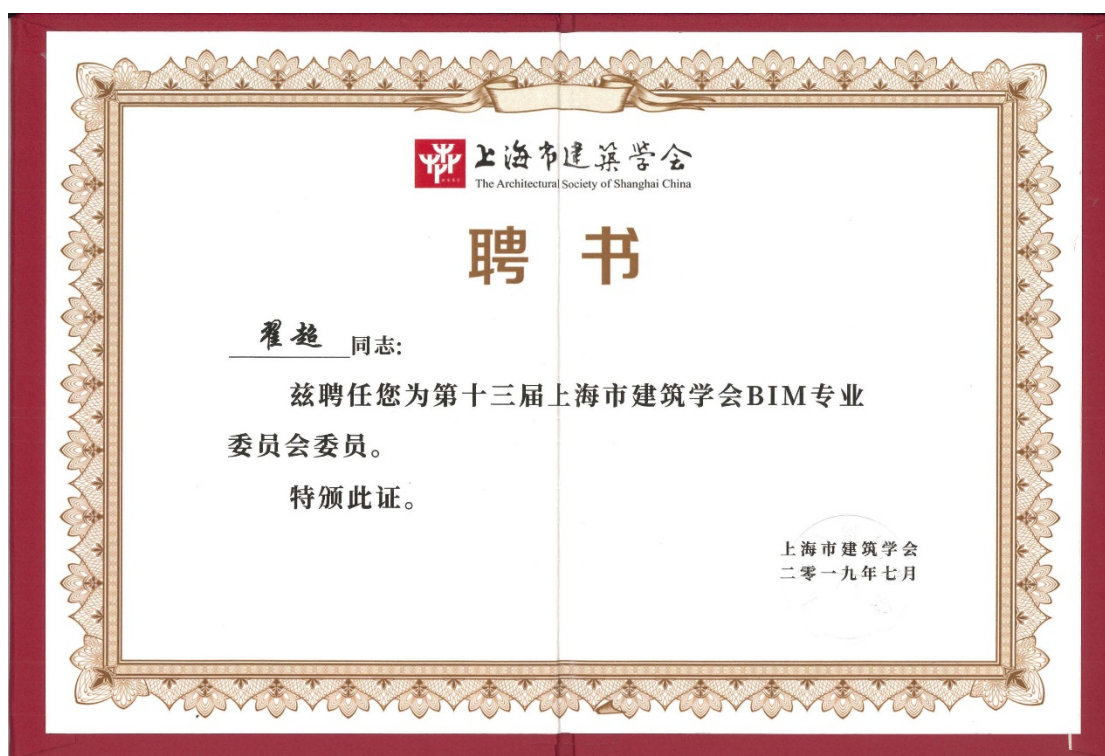 上海市建筑学会
The Architectural Society of Shanghai China
聘 书
翟超 同志:
兹聘任您为第十三届上海市建筑学会BIM专业
委员会委员。
特颁此证。
上海市建筑学会
二零一九年七月